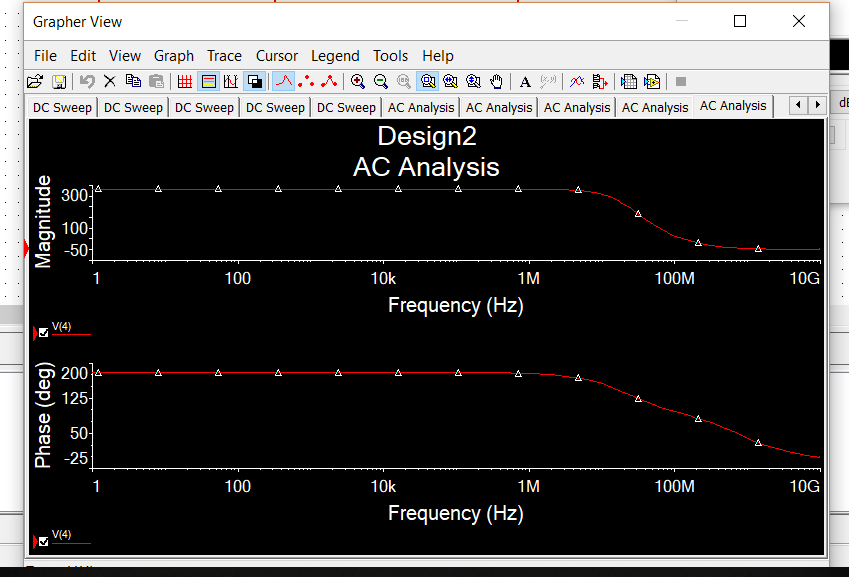 Grapher View
File Edit View Graph Trace Cursor Legend Tools Help
DC Sweep DC Sweep DC Sweep DC Sweep DC Sweep AC Analysis AC Analysis AC Analysis AC Analysis AC Analysis
Design2
AC Analysis
Magnitude
300
100
-50
1 100 10k 1M 100M 10G
Frequency (Hz)
V(4)
Phase (deg)
200
125
50
-25
1 100 10k 1M 100M 10G
Frequency (Hz)
V(4)